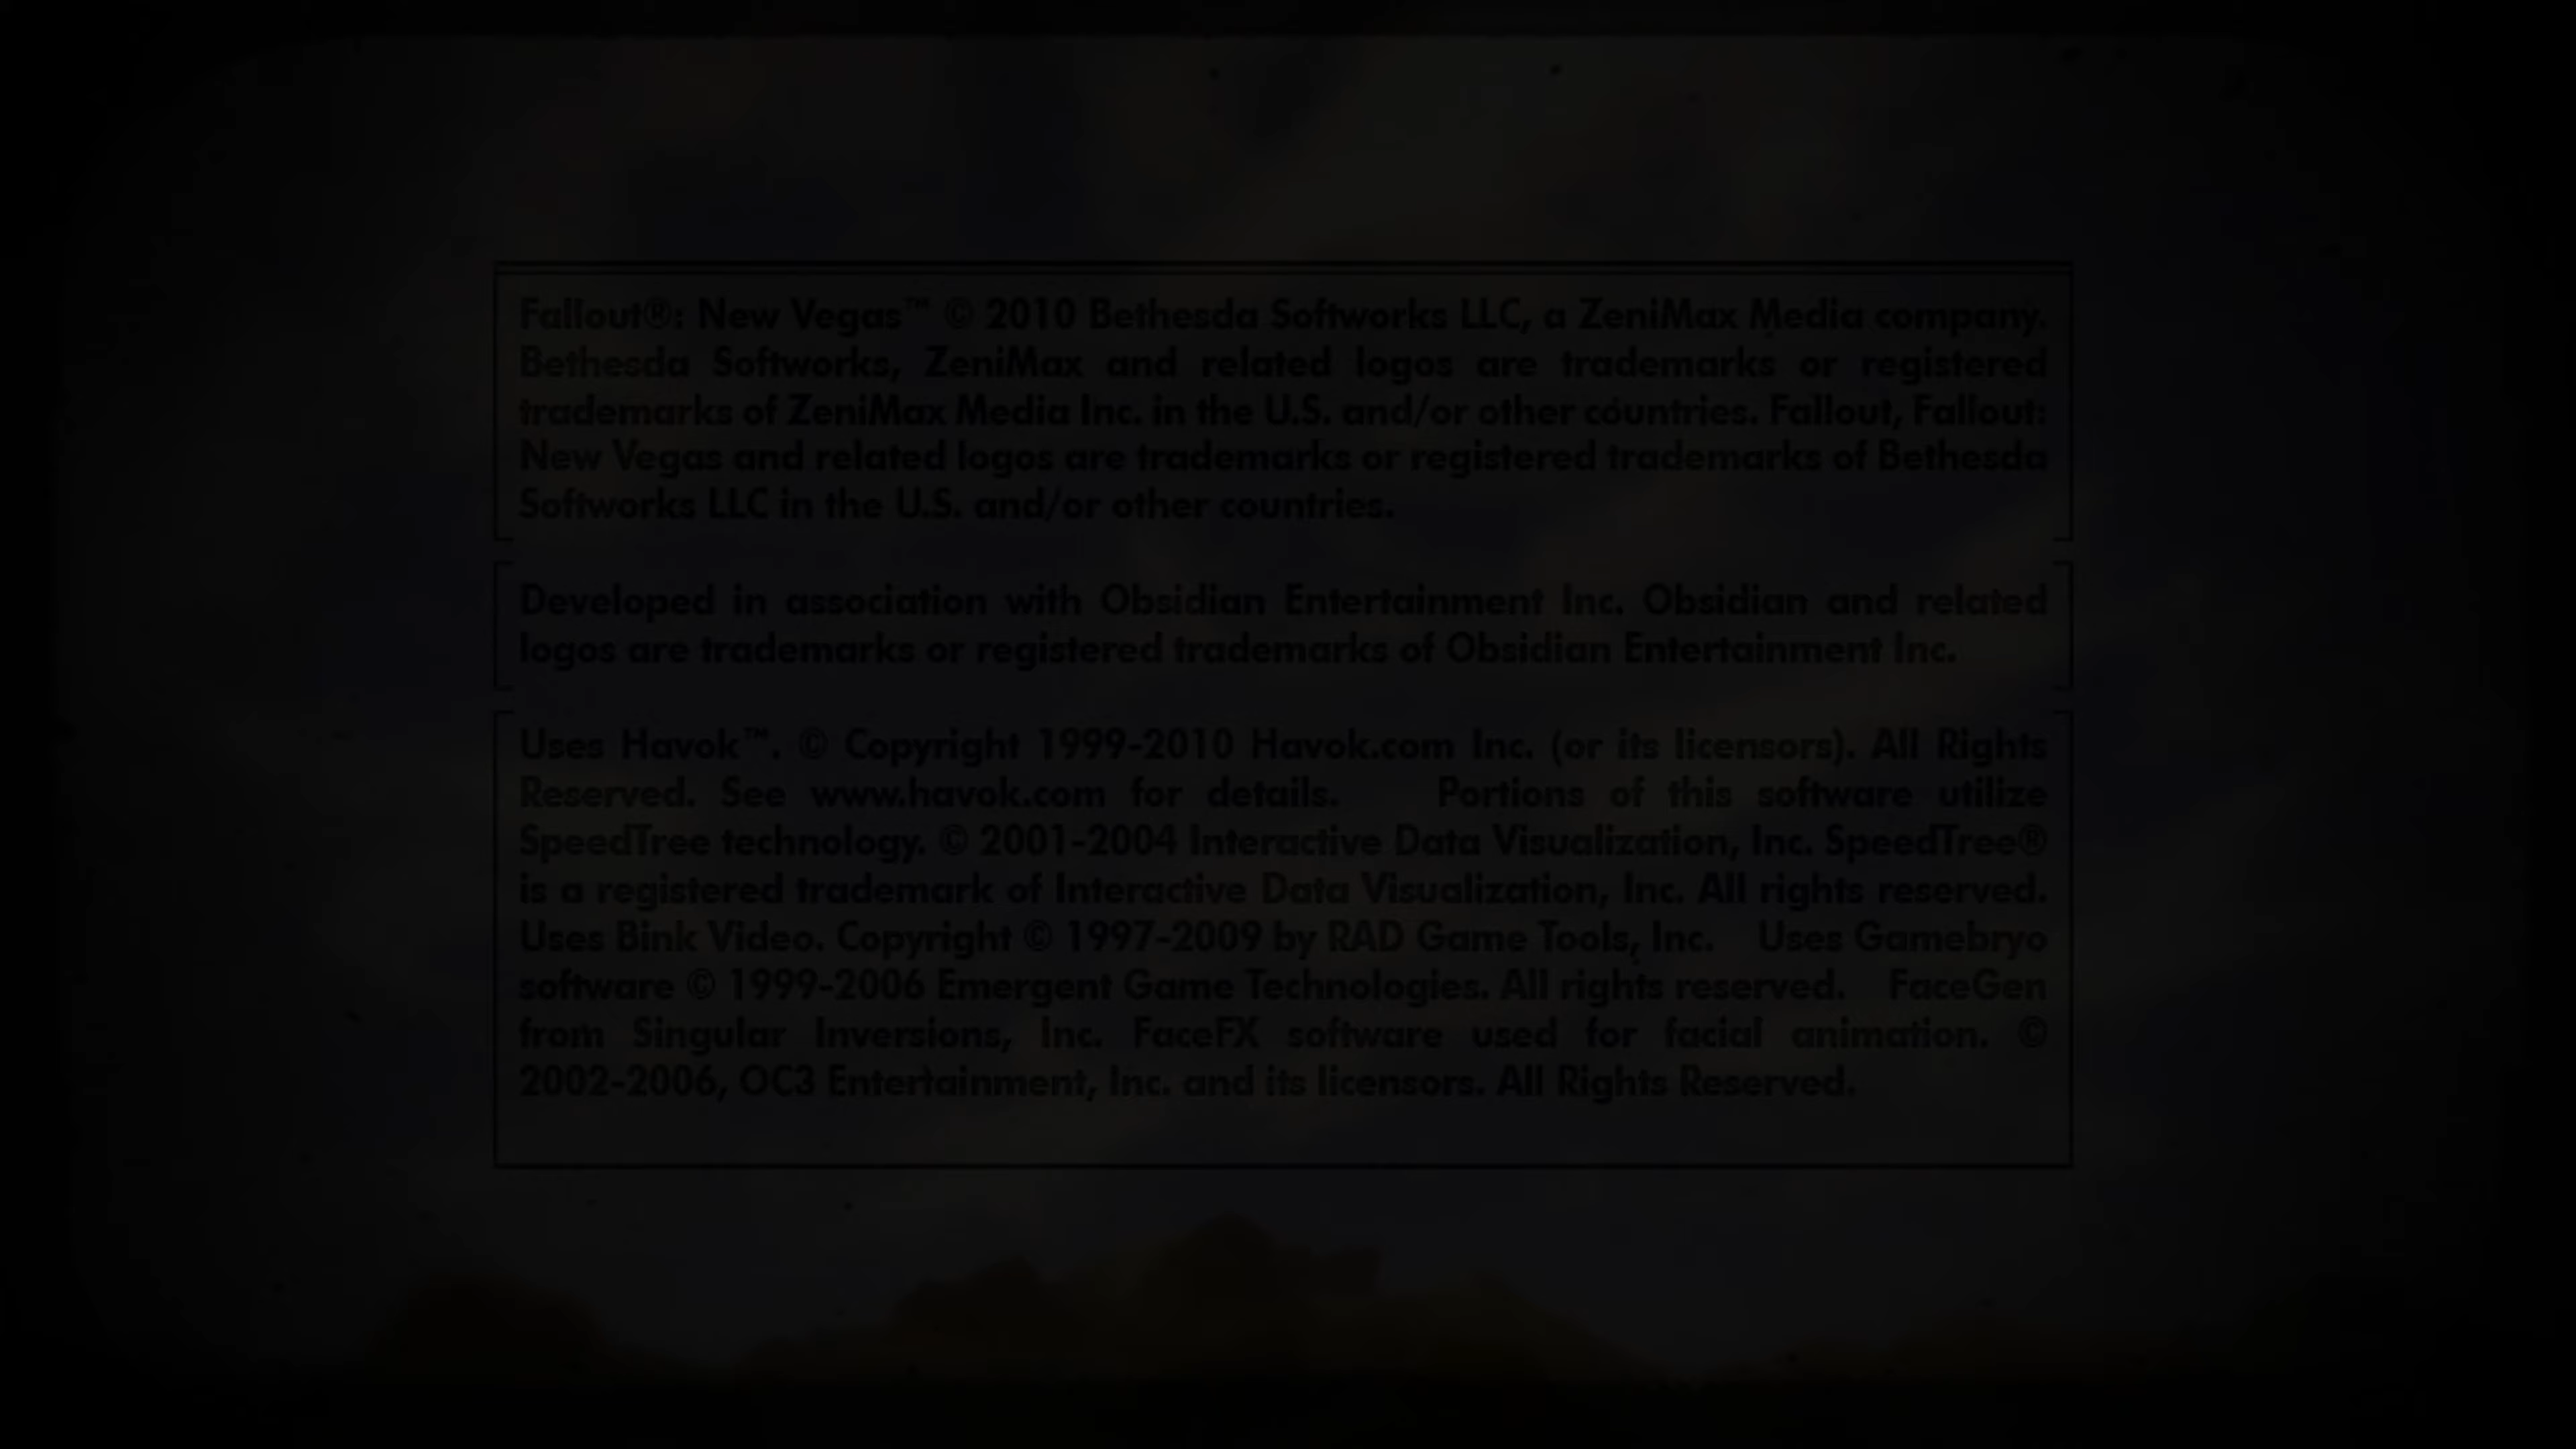 Fallout®: New Vegas™ © 2010 Bethesda Softworks LLC, a ZeniMax Media company.
Bethesda Softworks, ZeniMax and related logos are trademarks or registered
trademarks of ZeniMax Media Inc. in the U.S. and/or other countries. Fallout, Fallout:
New Vegas and related logos are trademarks or registered trademarks of Bethesda
Softworks LLC in the U.S. and/or other countries.
Developed in association with Obsidian Entertainment Inc. Obsidian and related
logos are trademarks or registered trademarks of Obsidian Entertainment Inc.
Uses Havok™. © Copyright 1999-2010 Havok.com Inc. (or its licensors). All Rights
Reserved. See www.havok.com for details. Portions of this software utilize
SpeedTree technology. © 2001-2004 Interactive Data Visualization, Inc. SpeedTree®
is a registered trademark of Interactive Data Visualization, Inc. All rights reserved.
Uses Bink Video. Copyright © 1997-2009 by RAD Game Tools, Inc. Uses Gamebryo
software © 1999-2006 Emergent Game Technologies. All rights reserved. FaceGen
from Singular Inversions, Inc. FaceFX software used for facial animation. ©
2002-2006, OC3 Entertainment, Inc. and its licensors. All Rights Reserved.